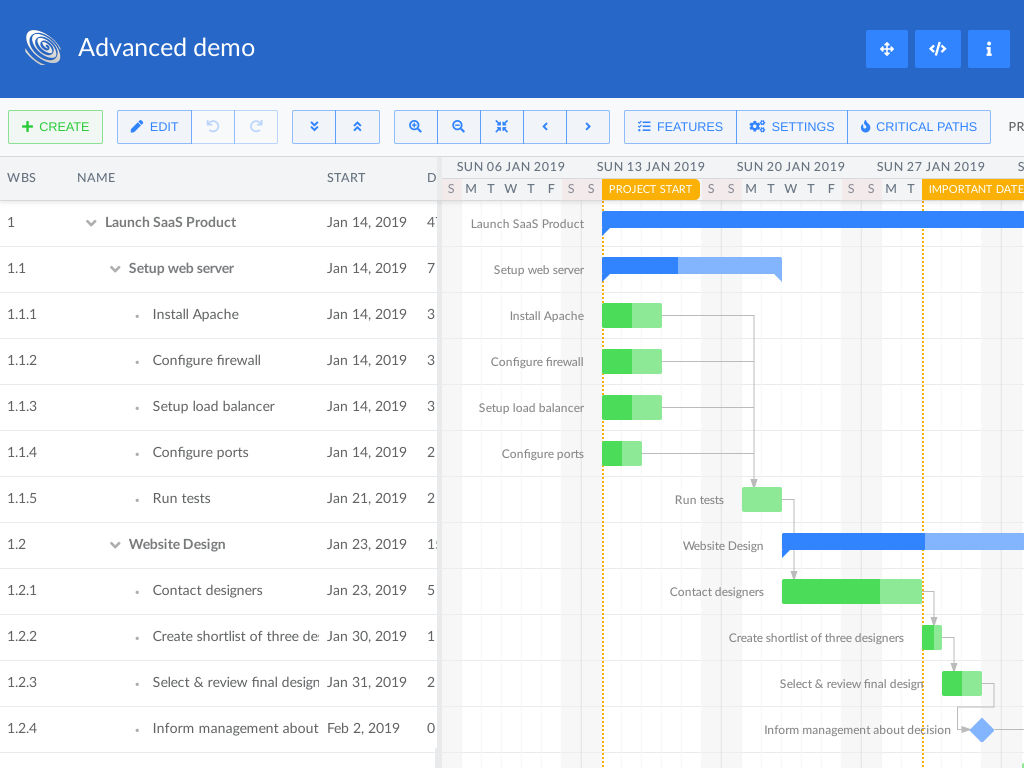 Advanced demo
CREATE EDIT FEATURES SETTINGS CRITICAL PATHS PR
WBS NAME START D
SUN 06 JAN 2019 SUN 13 JAN 2019 SUN 20 JAN 2019 SUN 27 JAN 2019 S
S M T W T F S S PROJECT START S S M T W T F S S M T IMPORTANT DATE
1 Launch SaaS Product Jan 14, 2019 47 Launch SaaS Product
1.1 Setup web server Jan 14, 2019 7 Setup web server
1.1.1 Install Apache Jan 14, 2019 3 Install Apache
1.1.2 Configure firewall Jan 14, 2019 3 Configure firewall
1.1.3 Setup load balancer Jan 14, 2019 3 Setup load balancer
1.1.4 Configure ports Jan 14, 2019 2 Configure ports
1.1.5 Run tests Jan 21, 2019 2 Run tests
1.2 Website Design Jan 23, 2019 15 Website Design
1.2.1 Contact designers Jan 23, 2019 5 Contact designers
1.2.2 Create shortlist of three de Jan 30, 2019 1 Create shortlist of three designers
1.2.3 Select & review final design Jan 31, 2019 2 Select & review final design
1.2.4 Inform management about Feb 2, 2019 0 Inform management about decision